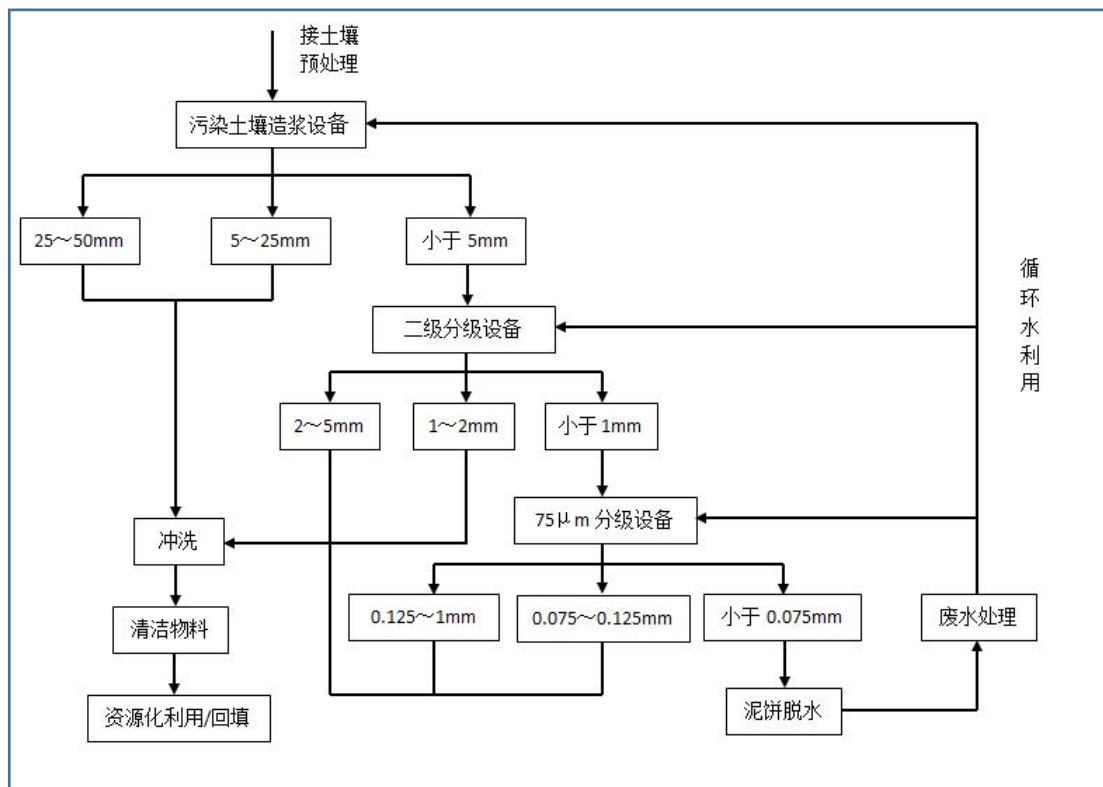 接土壤
预处理
污染土壤造浆设备
25～50mm
5～25mm
小于 5mm
循
环
水
利
用
二级分级设备
2～5mm
1～2mm
小于 1mm
75μm 分级设备
冲洗
0.125～1mm
0.075～0.125mm
小于 0.075mm
废水处理
清洁物料
资源化利用/回填
泥饼脱水